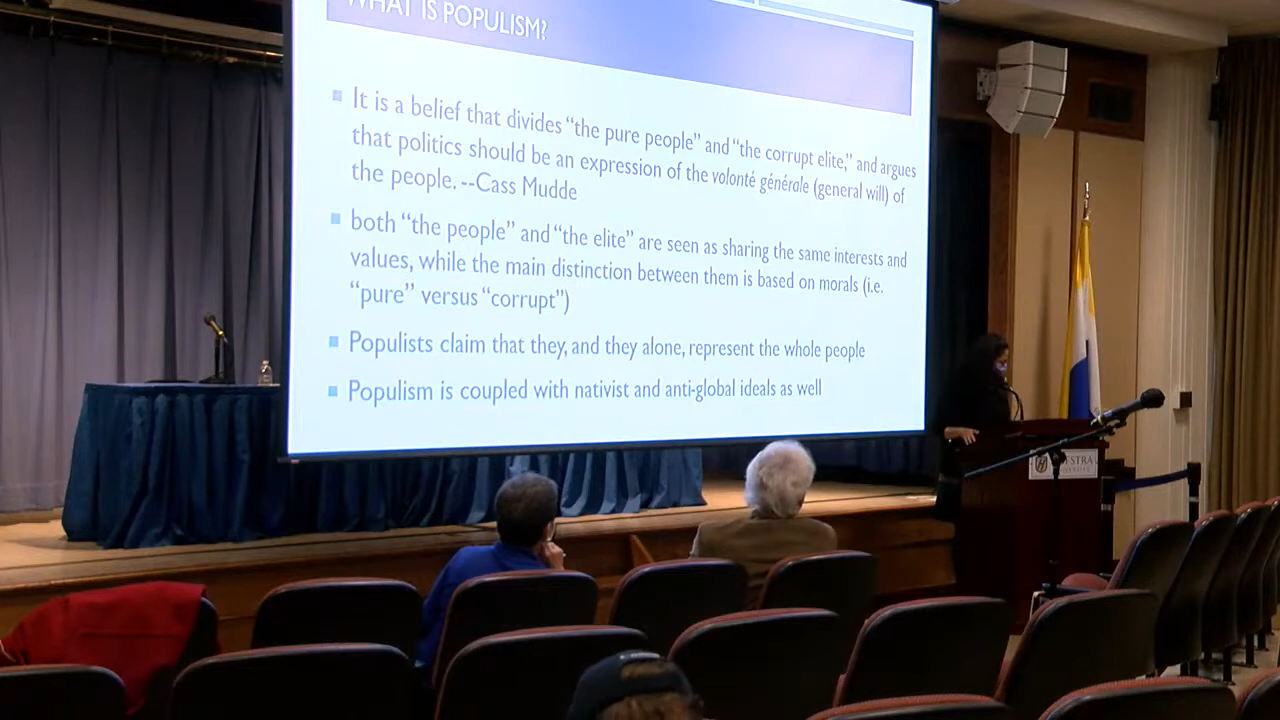 WHAT IS POPULISM?
It is a belief that divides “the pure people” and “the corrupt elite,” and argues
that politics should be an expression of the volonté générale (general will) of
the people. --Cass Mudde
both “the people” and “the elite” are seen as sharing the same interests and
values, while the main distinction between them is based on morals (i.e.
“pure” versus “corrupt”)
Populists claim that they, and they alone, represent the whole people
Populism is coupled with nativist and anti-global ideals as well